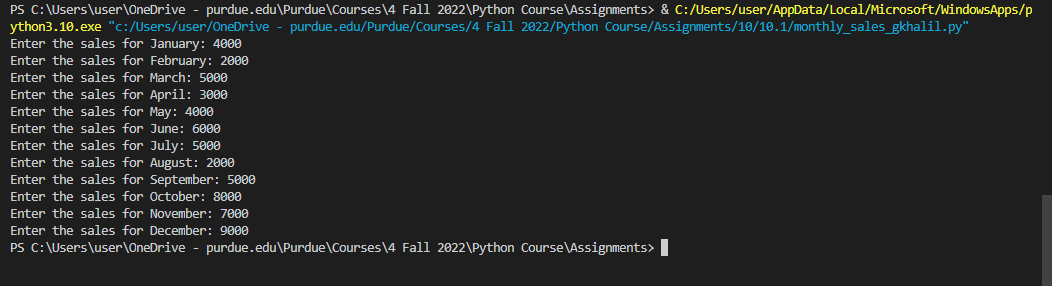 PS C:\Users\user\OneDrive - purdue.edu\Purdue\Courses\4 Fall 2022\Python Course\Assignments> & C:/Users/user/AppData/Local/Microsoft/WindowsApps/p
ython3.10.exe "c:/Users/user/OneDrive - purdue.edu/Purdue/Courses/4 Fall 2022/Python Course/Assignments/10/10.1/monthly_sales_gkhalil.py"
Enter the sales for January: 4000
Enter the sales for February: 2000
Enter the sales for March: 5000
Enter the sales for April: 3000
Enter the sales for May: 4000
Enter the sales for June: 6000
Enter the sales for July: 5000
Enter the sales for August: 2000
Enter the sales for September: 5000
Enter the sales for October: 8000
Enter the sales for November: 7000
Enter the sales for December: 9000
PS C:\Users\user\OneDrive - purdue.edu\Purdue\Courses\4 Fall 2022\Python Course\Assignments>